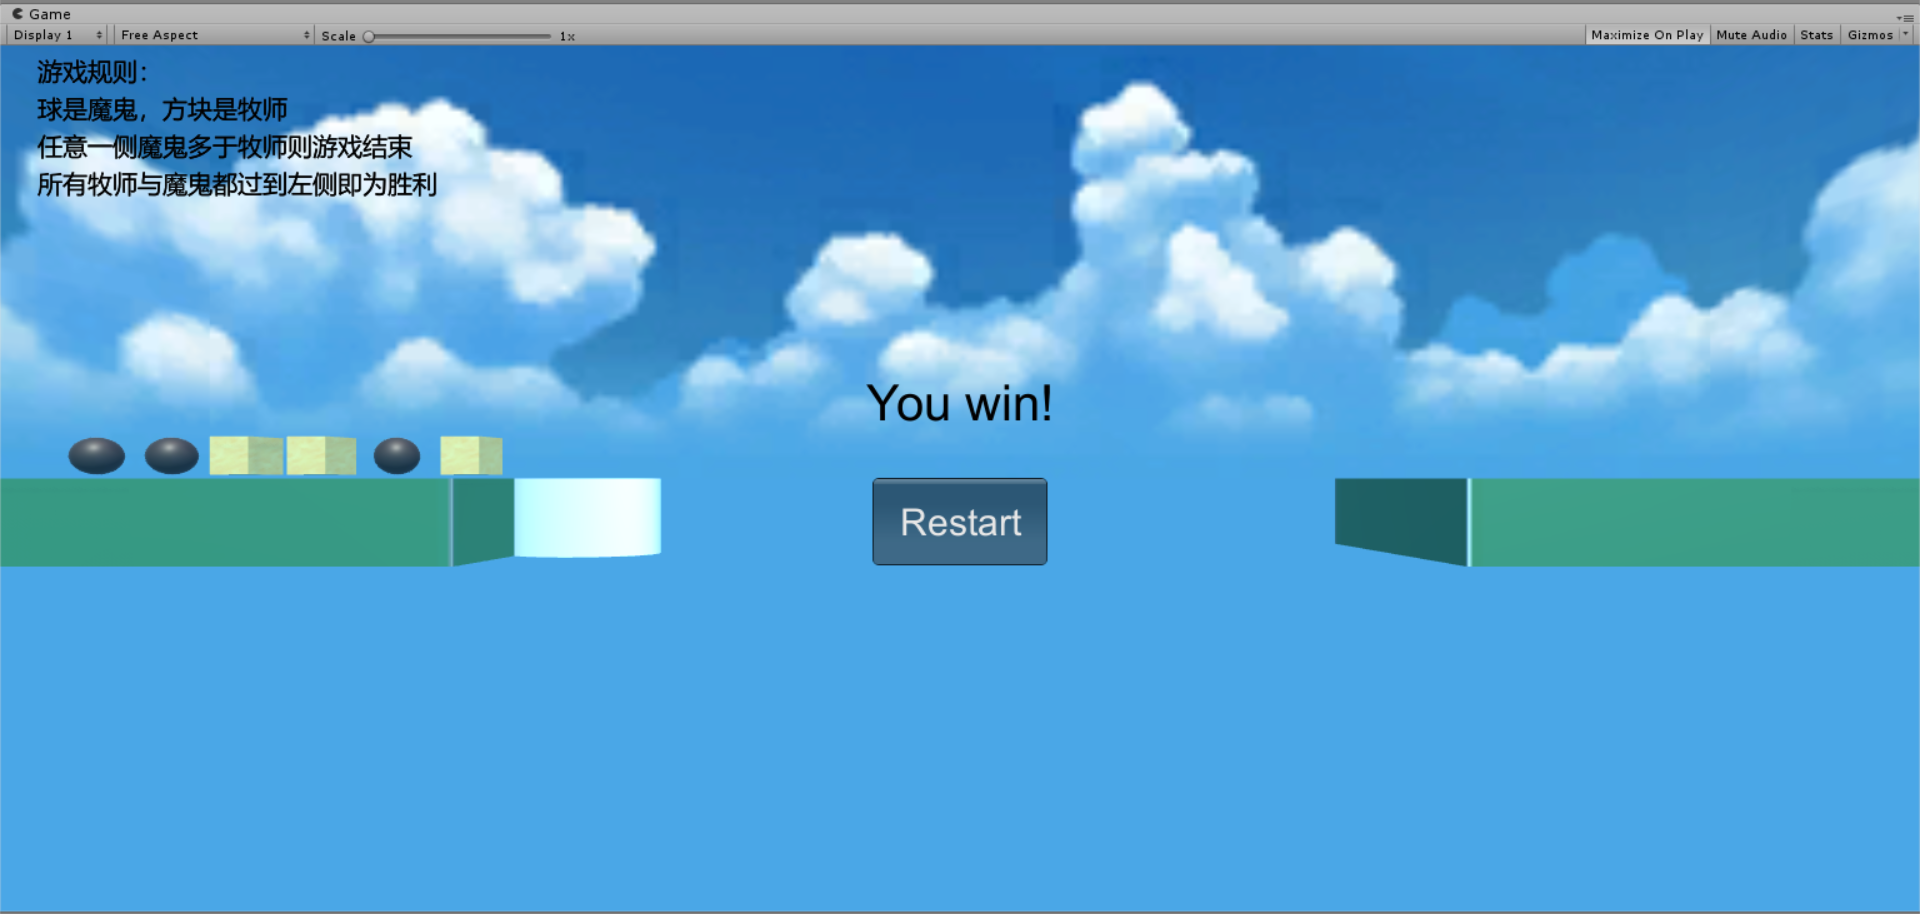 Game
Display 1 Free Aspect Scale 1x Maximize On Play Mute Audio Stats Gizmos
游戏规则：
球是魔鬼，方块是牧师
任意一侧魔鬼多于牧师则游戏结束
所有牧师与魔鬼都过到左侧即为胜利
You win!
Restart